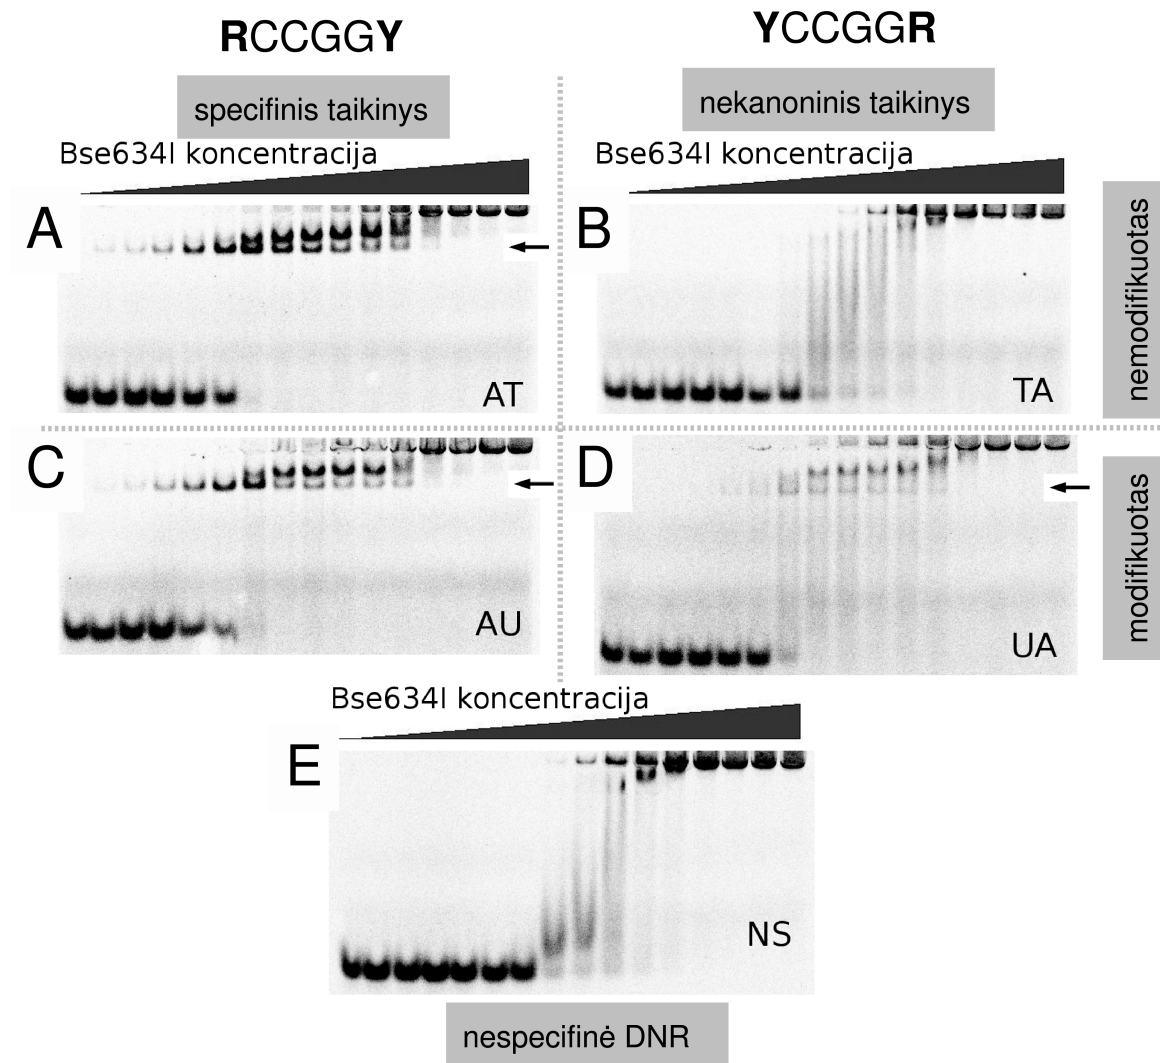 RCCGGY
YCCGGR
specifinis taikinys
nekanoninis taikinys
Bse634I koncentracija
Bse634I koncentracija
A
B
nemodifikuotas
AT
TA
C
D
modifikuotas
AU
UA
Bse634I koncentracija
E
NS
nespecifinė DNR